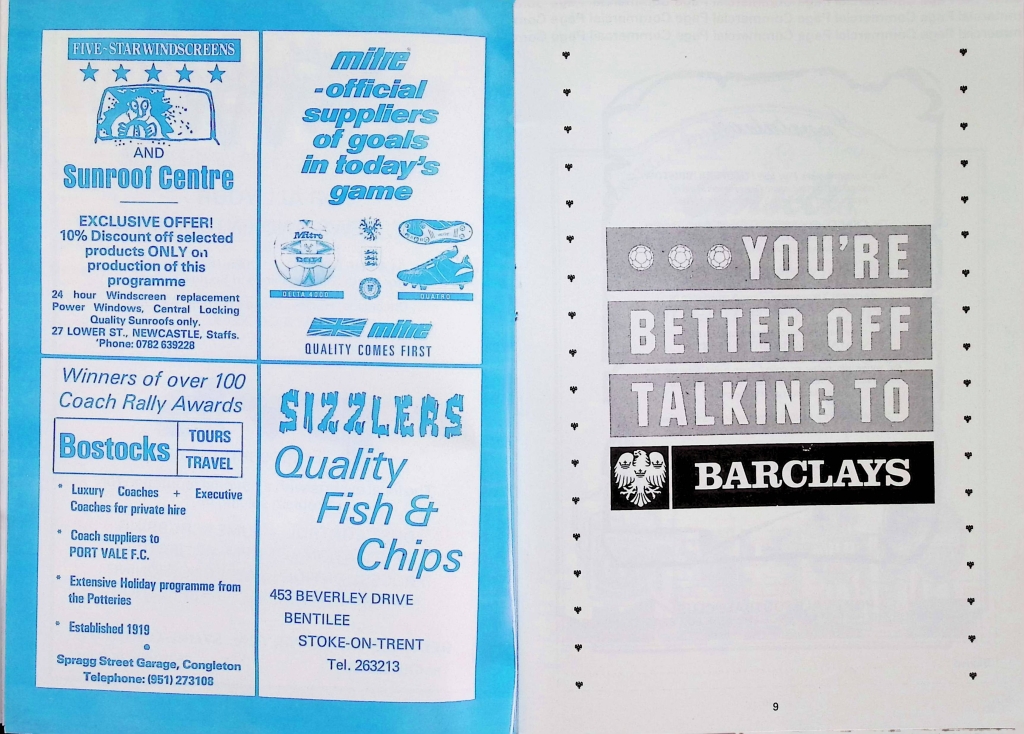 FIVE-STAR WINDSCREENS
AND
Sunroof Centre
EXCLUSIVE OFFER!
10% Discount off selected
products ONLY on
production of this
programme
24 hour Windscreen replacement
Power Windows, Central Locking
Quality Sunroofs only.
27 LOWER ST., NEWCASTLE, Staffs.
'Phone: 0782 639228
mitre
-official
suppliers
of goals
in today's
game
Mitre
DELTA
DELTA 4000
QUATRO
mitre
QUALITY COMES FIRST
Winners of over 100
Coach Rally Awards
Bostocks
TOURS
TRAVEL
* Luxury Coaches + Executive
Coaches for private hire
* Coach suppliers to
PORT VALE F.C.
* Extensive Holiday programme from
the Potteries
* Established 1919
Spragg Street Garage, Congleton
Telephone: (951) 273108
SIZZLERS
Quality
Fish &
Chips
453 BEVERLEY DRIVE
BENTILEE
STOKE-ON-TRENT
Tel. 263213
YOU'RE
BETTER OFF
TALKING TO
BARCLAYS
9